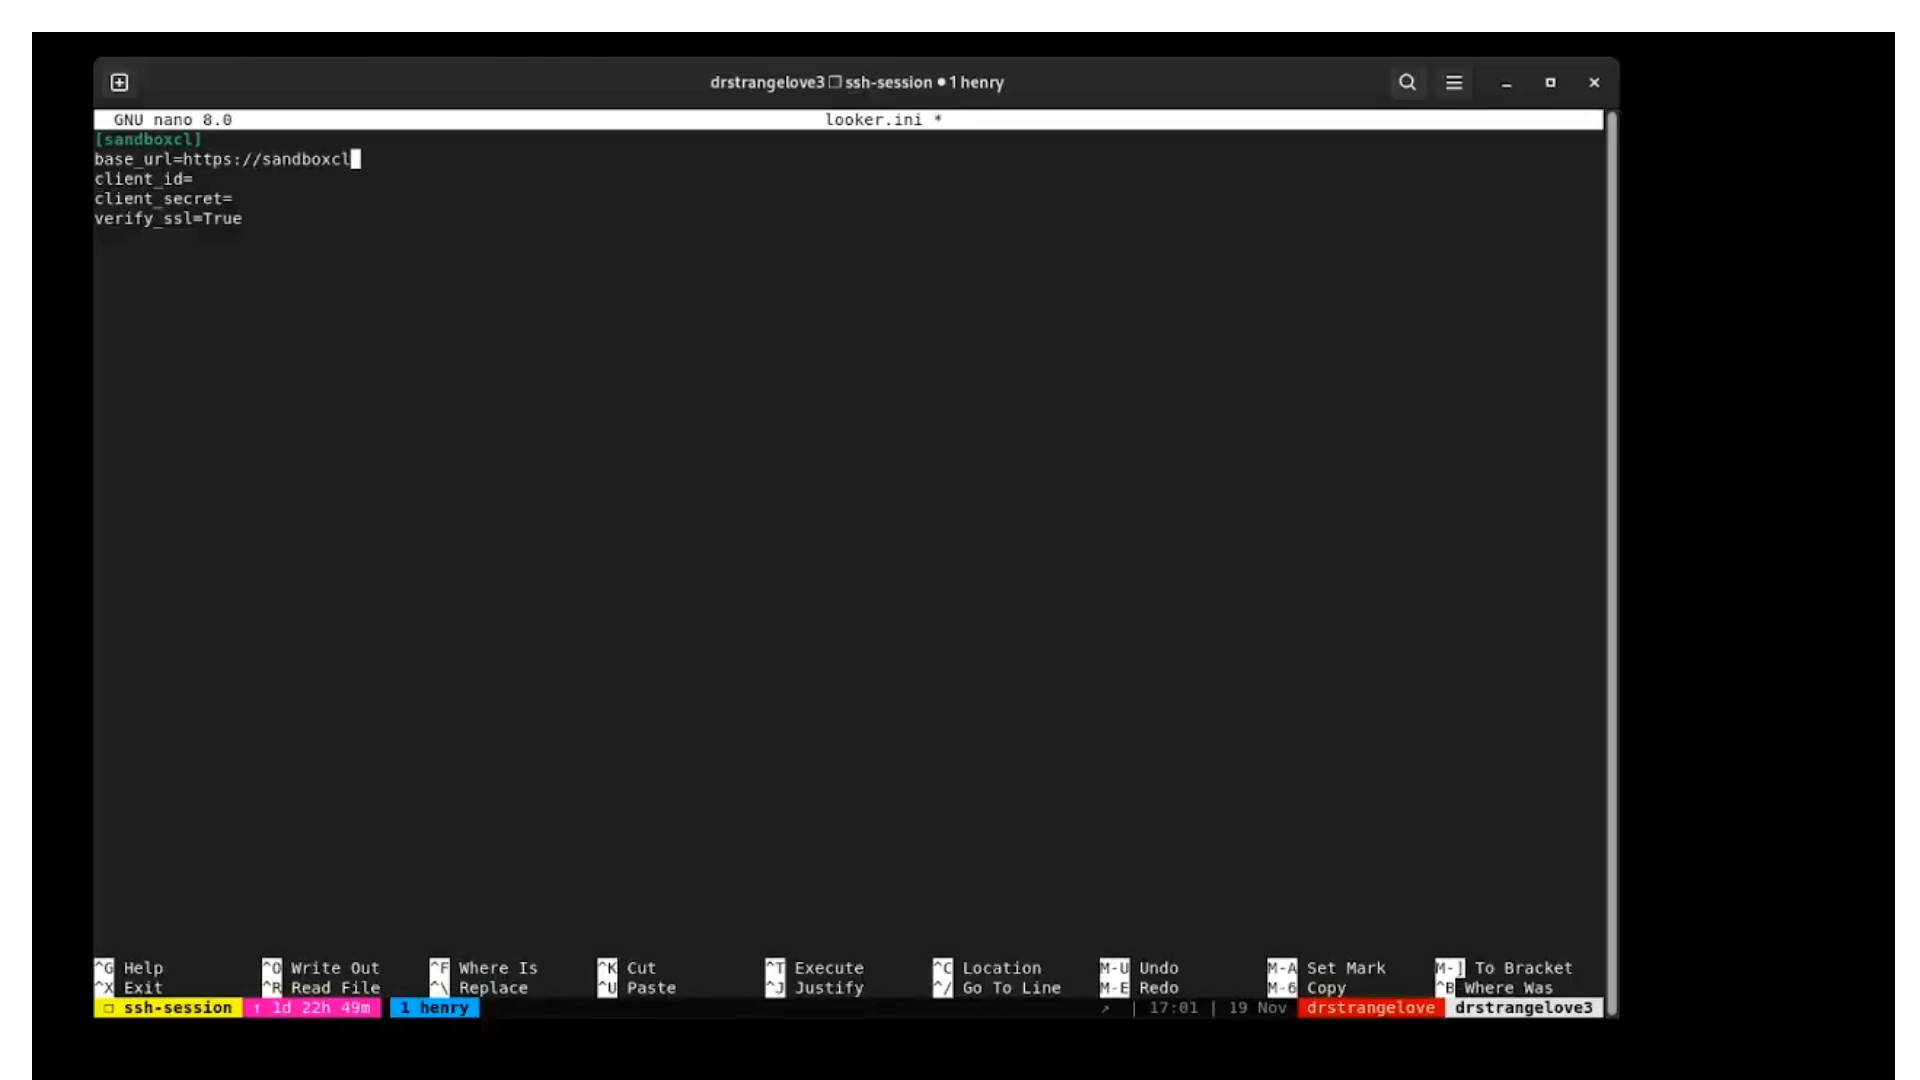 drstrangelove3 ❐ ssh-session ● 1 henry
GNU nano 8.0 looker.ini *
[sandboxcl]
base_url=https://sandboxcl
client_id=
client_secret=
verify_ssl=True
^G Help ^O Write Out ^F Where Is ^K Cut ^T Execute ^C Location M-U Undo M-A Set Mark M-] To Bracket
^X Exit ^R Read File ^\ Replace ^U Paste ^J Justify ^/ Go To Line M-E Redo M-6 Copy ^B Where Was
❐ ssh-session ↑ 1d 22h 49m 1 henry ↗ | 17:01 | 19 Nov drstrangelove drstrangelove3